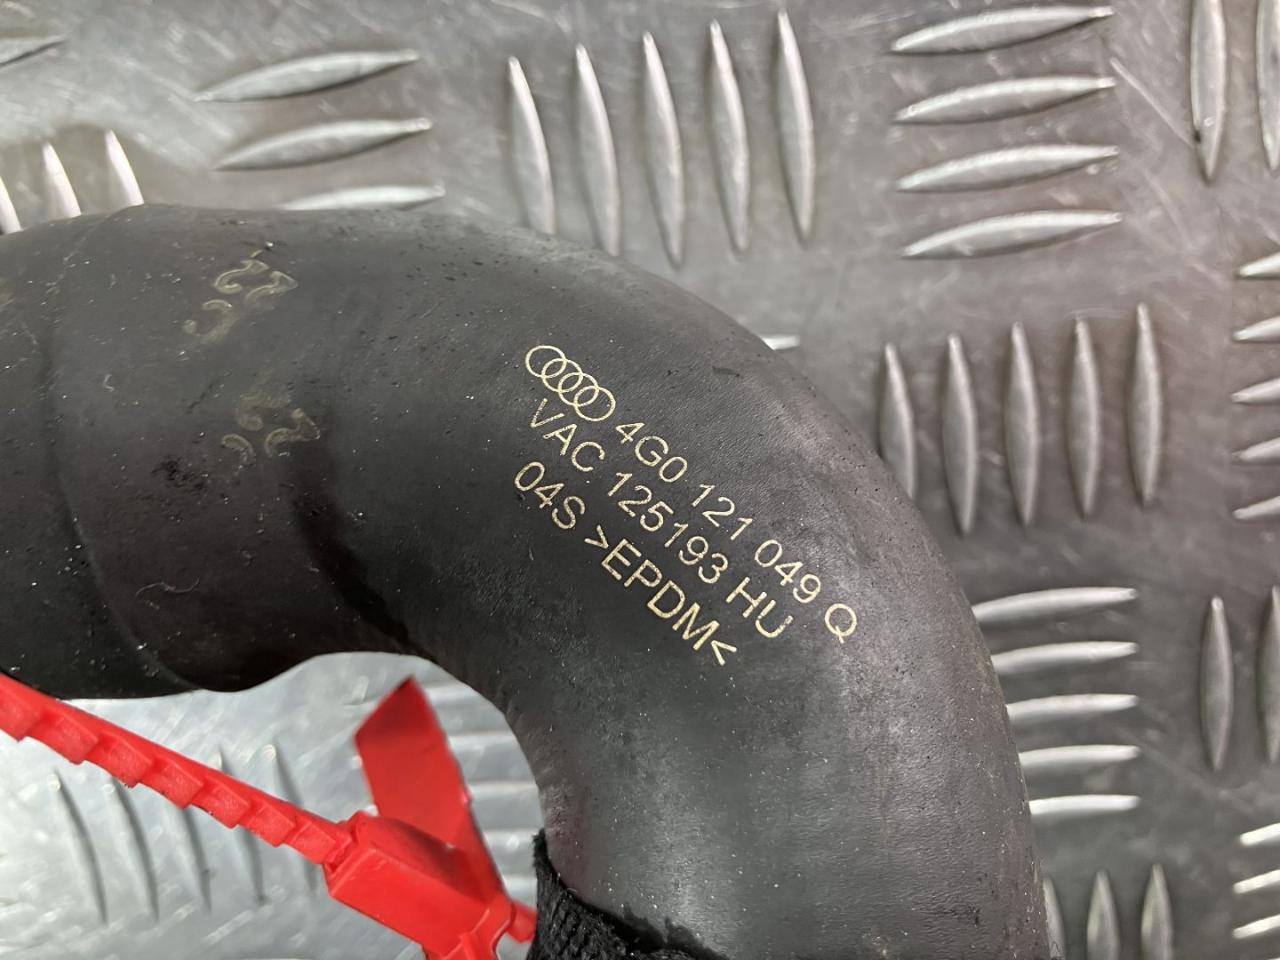 4G0 121 049 Q
VAC 125193 HU
04S >EPDM<